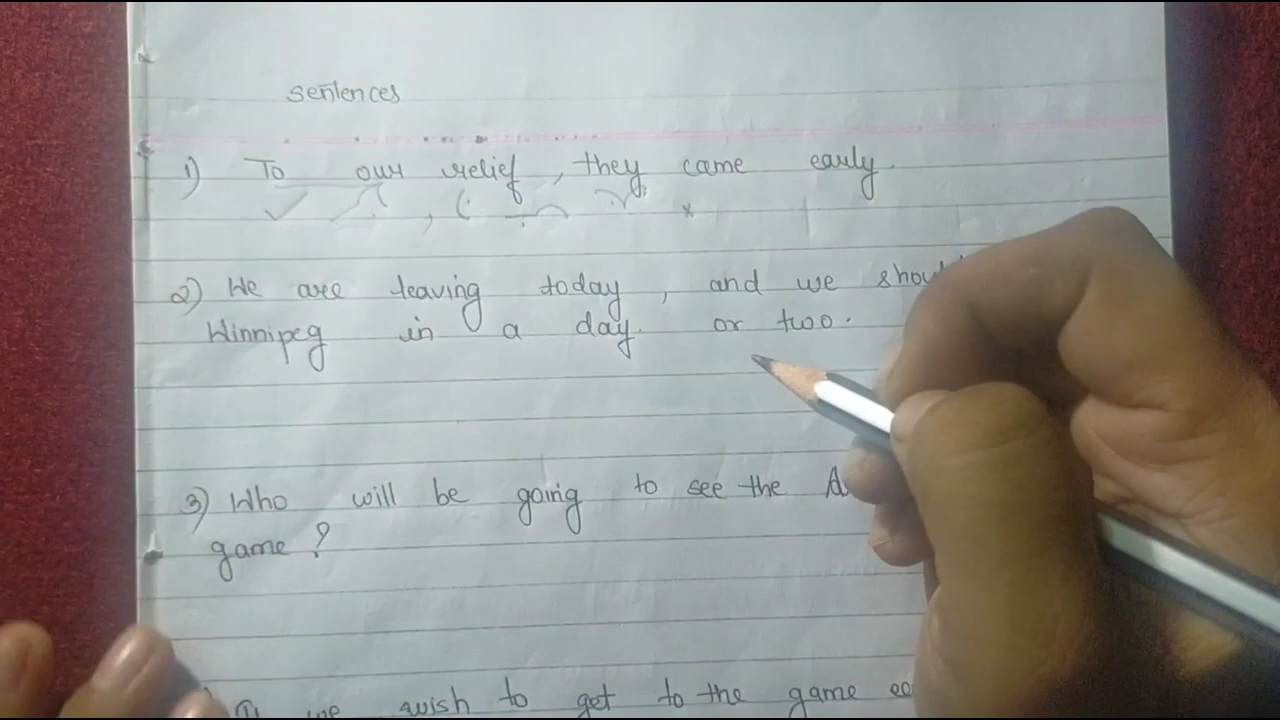 sentences
1) To our relief, they came early.
2) We are leaving today, and we
Winnipeg in a day. or two.
3) Who will be going to see the
game?
we wish to get to the game